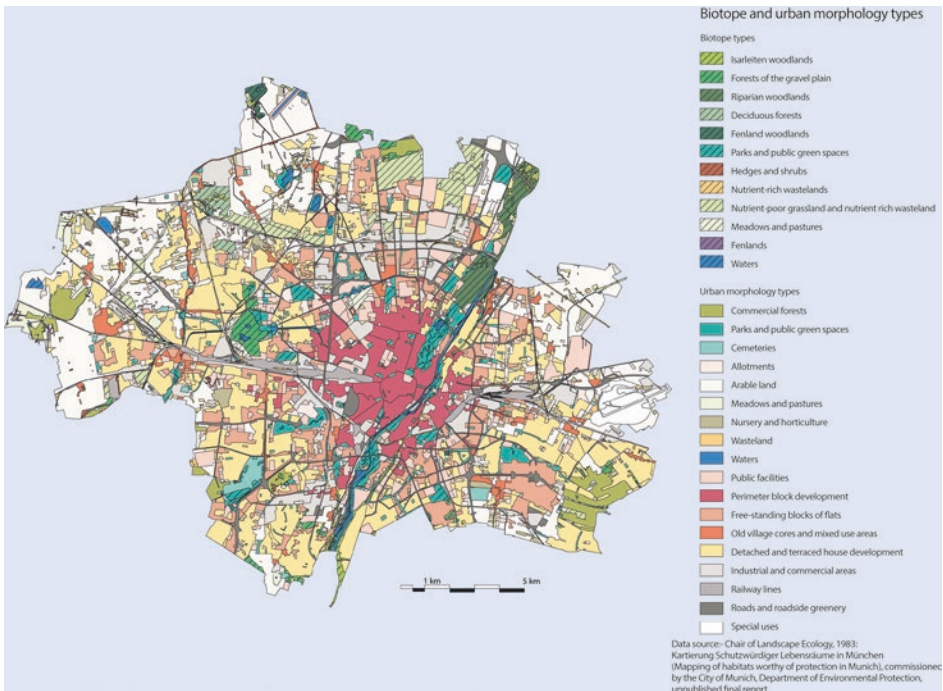 Biotope and urban morphology types
Biotope types
Isarleiten woodlands
Forests of the gravel plain
Riparian woodlands
Deciduous forests
Fenland woodlands
Parks and public green spaces
Hedges and shrubs
Nutrient-rich wastelands
Nutrient-poor grassland and nutrient rich wasteland
Meadows and pastures
Fenlands
Waters
Urban morphology types
Commercial forests
Parks and public green spaces
Cemeteries
Allotments
Arable land
Meadows and pastures
Nursery and horticulture
Wasteland
Waters
Public facilities
Perimeter block development
Free-standing blocks of flats
Old village cores and mixed use areas
Detached and terraced house development
Industrial and commercial areas
Railway lines
Roads and roadside greenery
Special uses
1 km 5 km
Data source:- Chair of Landscape Ecology, 1983:
Kartierung Schutzwürdiger Lebensräume in München
(Mapping of habitats worthy of protection in Munich), commissioned
by the City of Munich, Department of Environmental Protection,
unpublished final report